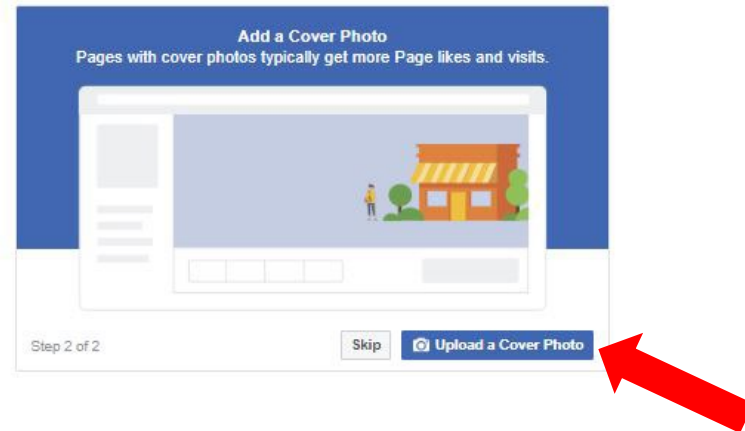 Add a Cover Photo
Pages with cover photos typically get more Page likes and visits.
Step 2 of 2
Skip
Upload a Cover Photo